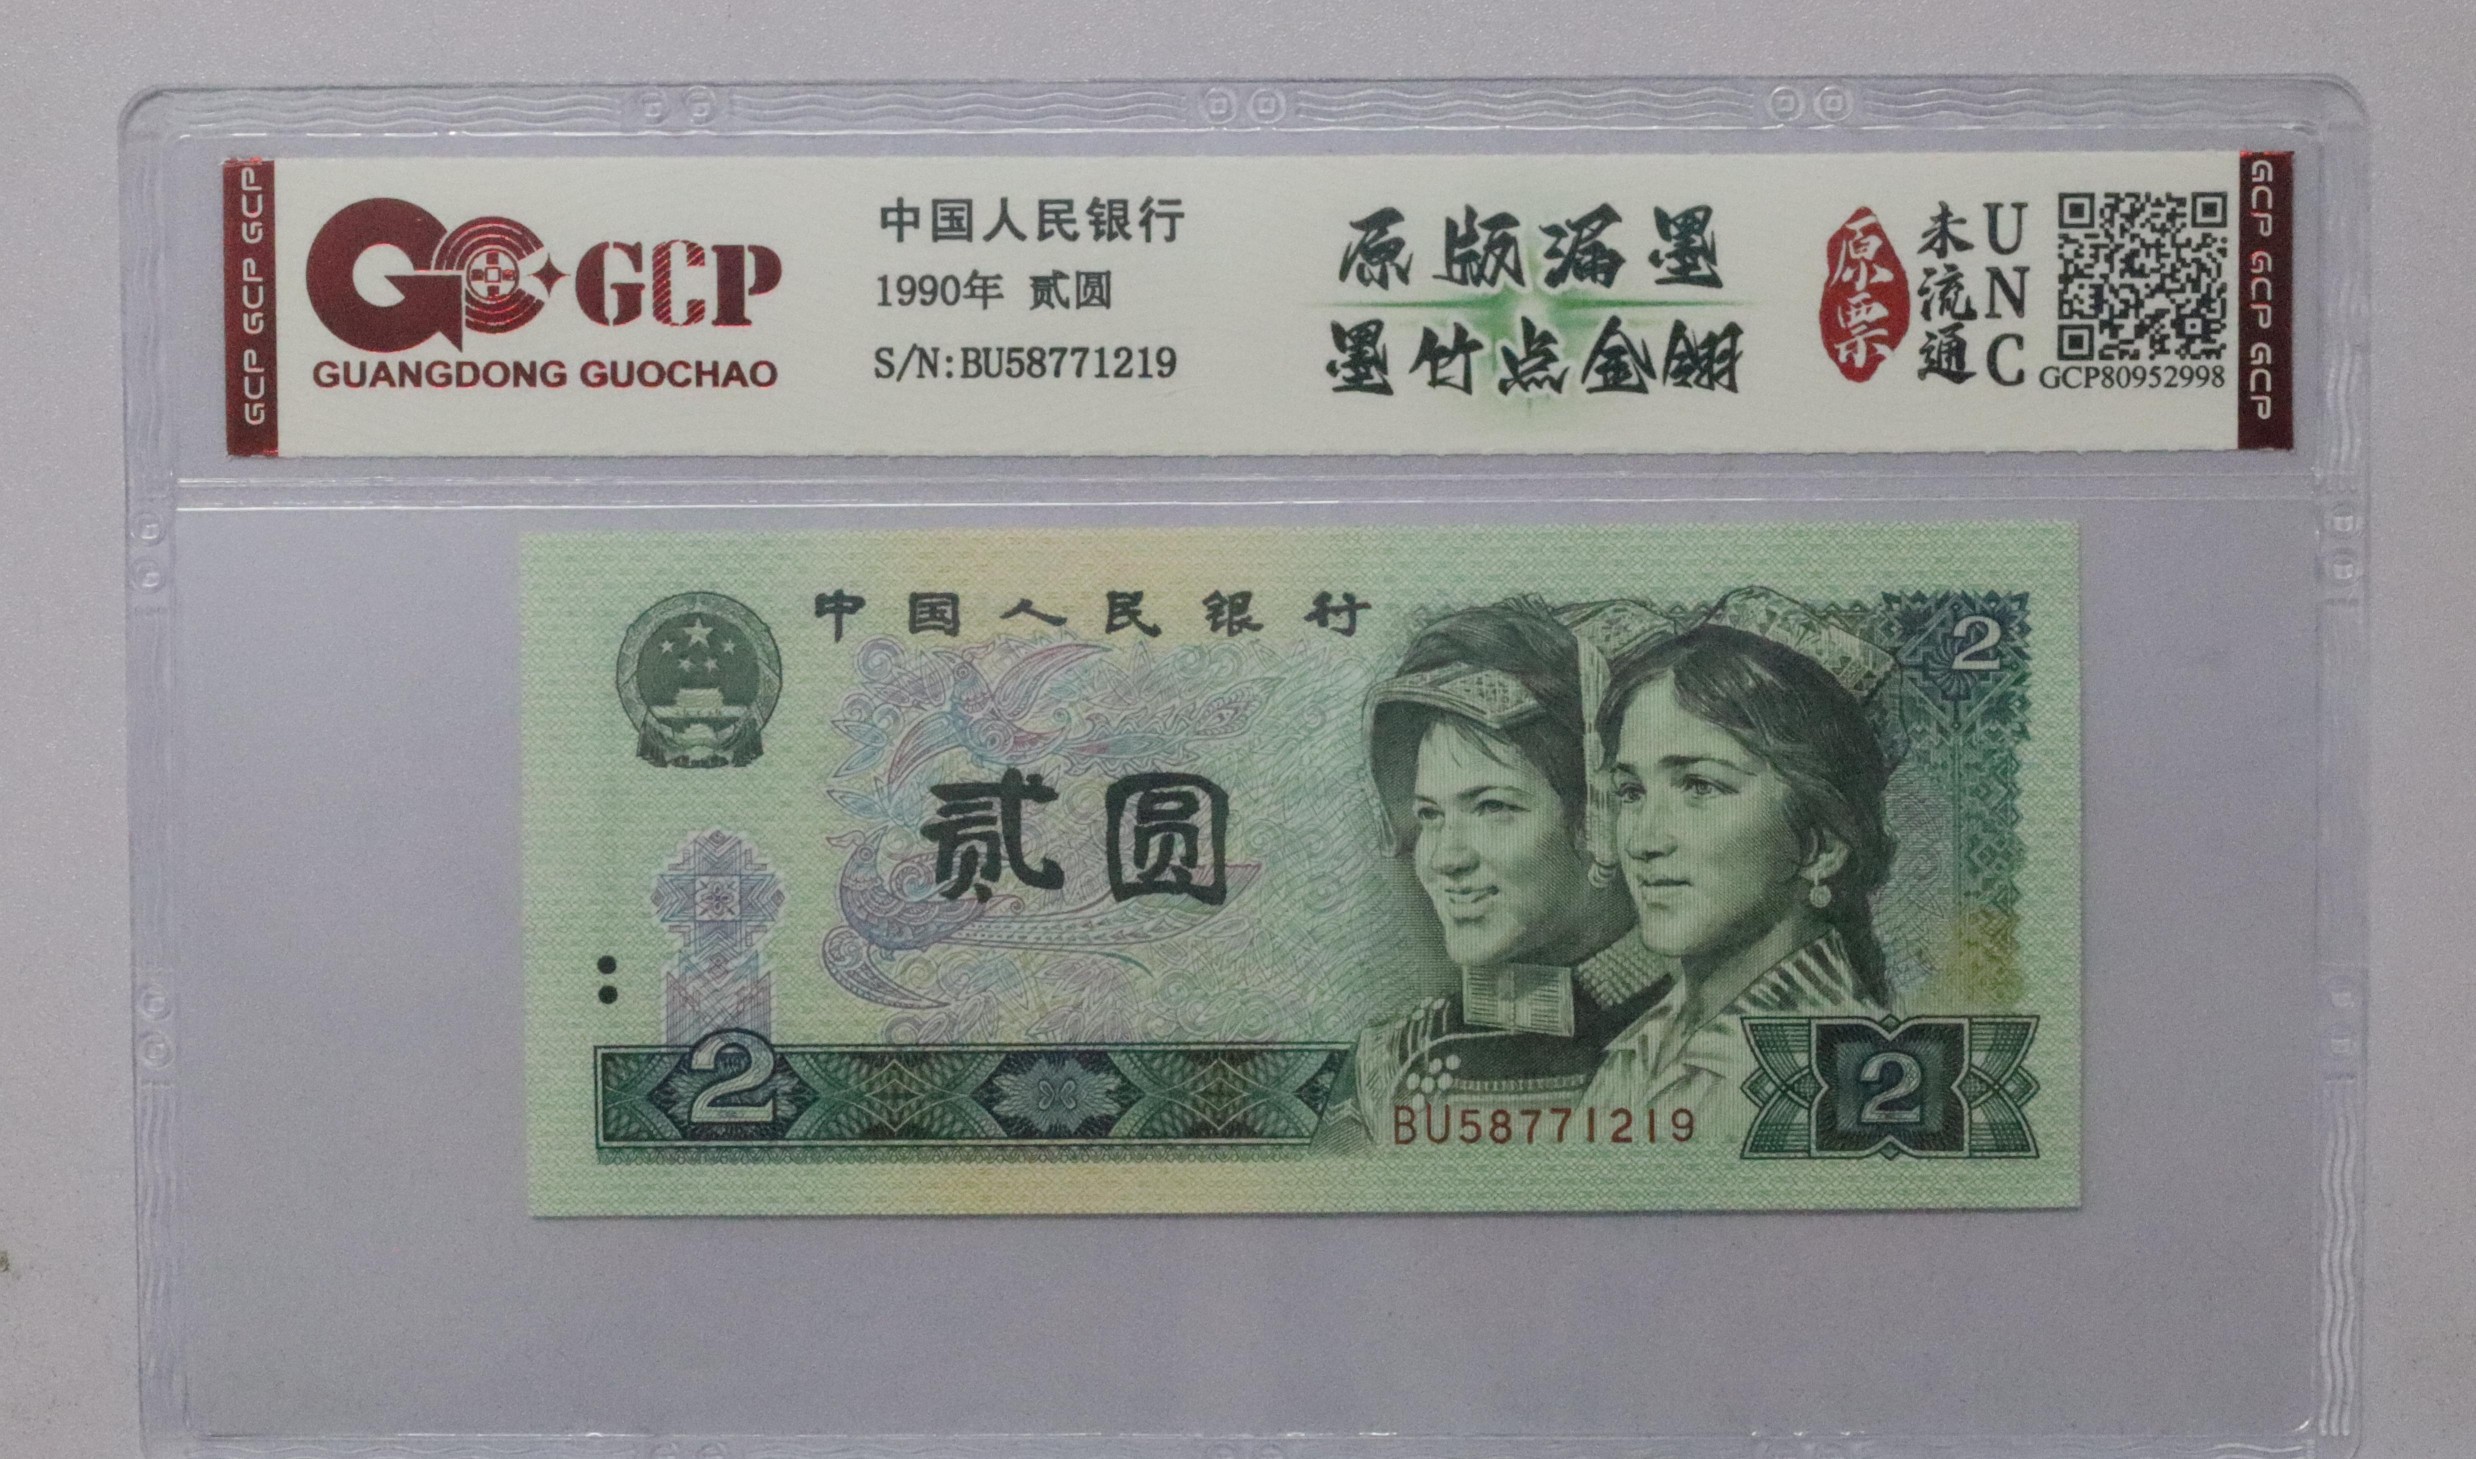 GCP GCP GCP
GCP
GUANGDONG GUOCHAO
中国人民银行
1990年 贰圆
S/N:BU58771219
原版漏墨
墨竹点金翎
原票
未流通
UNC
GCP80952998
GCP GCP GCP
中国人民银行
2
贰圆
2
BU58771219
2